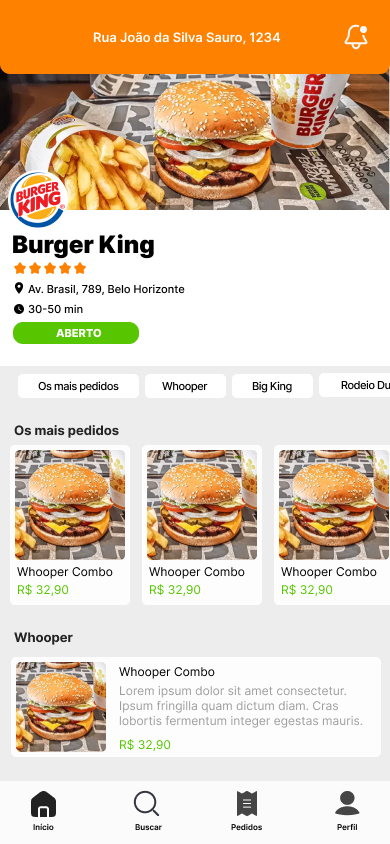 Rua João da Silva Sauro, 1234
BURGER
KING
BURGER
KING
Burger King
Av. Brasil, 789, Belo Horizonte
30-50 min
ABERTO
Os mais pedidos
Whooper
Big King
Rodeio Du
Os mais pedidos
Whooper Combo
R$ 32,90
Whooper Combo
R$ 32,90
Whooper Combo
R$ 32,90
Whooper
Whooper Combo
Lorem ipsum dolor sit amet consectetur.
Ipsum fringilla quam dictum diam. Cras
lobortis fermentum integer egestas mauris.
R$ 32,90
Início
Buscar
Pedidos
Perfil